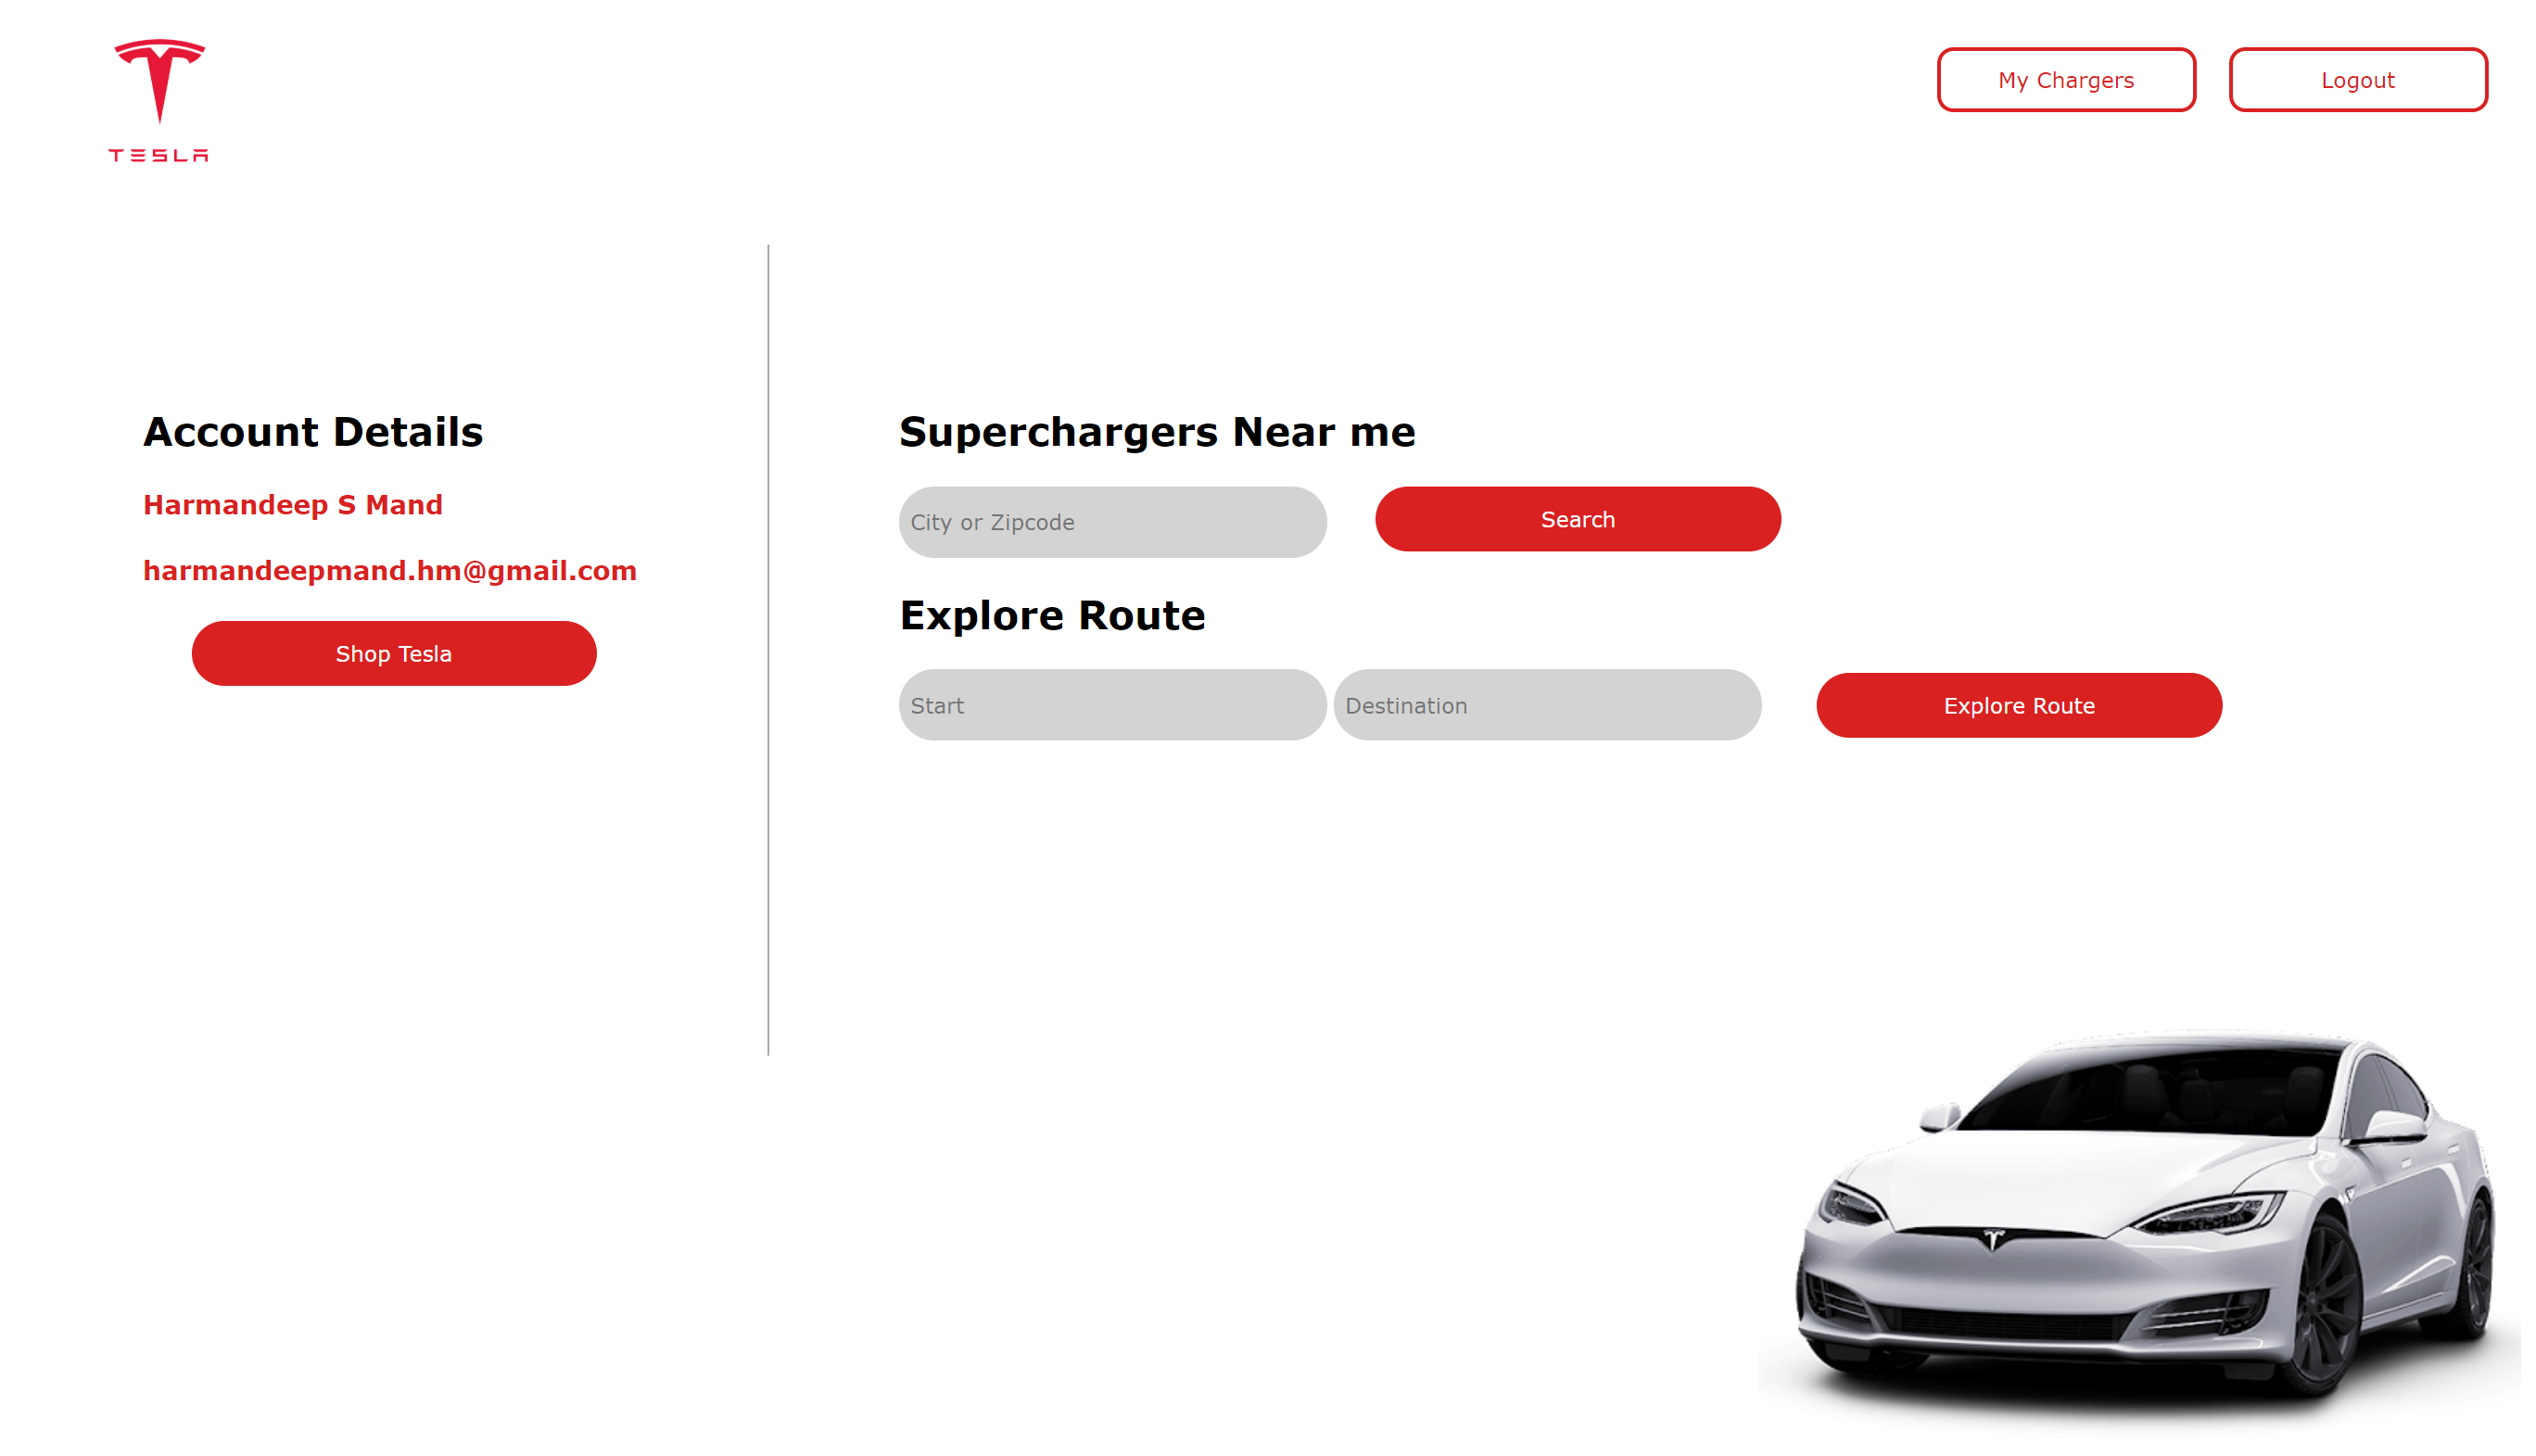 TESLA
My Chargers
Logout
Account Details
Harmandeep S Mand
harmandeepmand.hm@gmail.com
Shop Tesla
Superchargers Near me
City or Zipcode
Search
Explore Route
Start
Destination
Explore Route